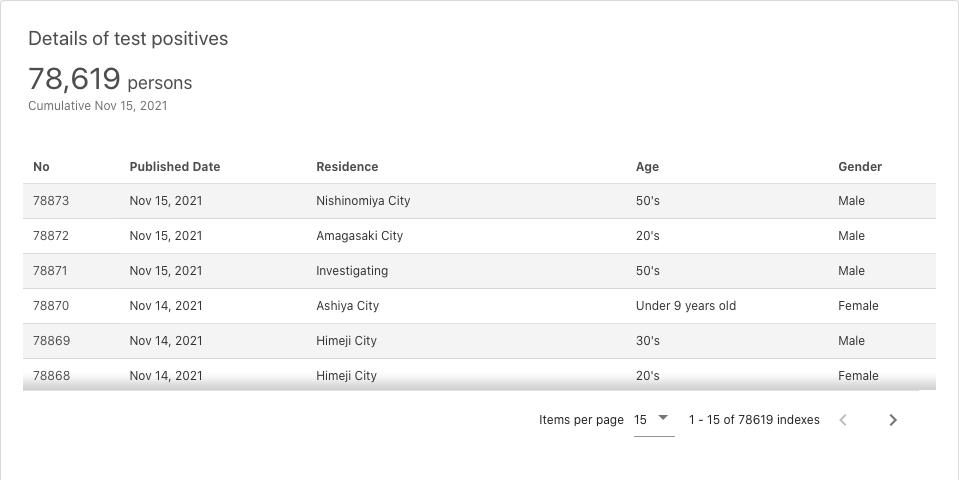 Details of test positives
78,619 persons
Cumulative Nov 15, 2021
No Published Date Residence Age Gender
78873 Nov 15, 2021 Nishinomiya City 50's Male
78872 Nov 15, 2021 Amagasaki City 20's Male
78871 Nov 15, 2021 Investigating 50's Male
78870 Nov 14, 2021 Ashiya City Under 9 years old Female
78869 Nov 14, 2021 Himeji City 30's Male
78868 Nov 14, 2021 Himeji City 20's Female
Items per page 15 1 - 15 of 78619 indexes